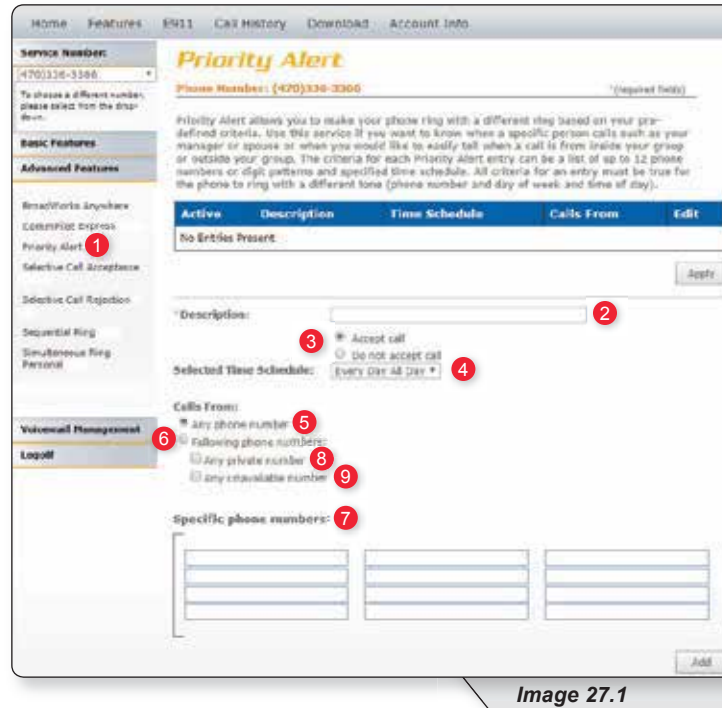 Home Features E911 Call History Download Account Info
Service Number:
(470)336-3366
To choose a different number,
please select from the drop-
down.
Basic Features
Advanced Features
BroadWorks Anywhere
CommPilot Express
Priority Alert 1
Selective Call Acceptance
Selective Call Rejection
Sequential Ring
Simultaneous Ring
Personal
Voicemail Management
Logoff
Priority Alert
Phone Number: (470)336-3366 *(required fields)
Priority Alert allows you to make your phone ring with a different ring based on your pre-
defined criteria. Use this service if you want to know when a specific person calls such as your
manager or spouse or when you would like to easily tell when a call is from inside your group
or outside your group. The criteria for each Priority Alert entry can be a list of up to 12 phone
numbers or digit patterns and specified time schedule. All criteria for an entry must be true for
the phone to ring with a different tone (phone number and day of week and time of day).
Active Description Time Schedule Calls From Edit
No Entries Present
Apply
*Description: 2
3 Accept call
Do not accept call
Selected Time Schedule: Every Day All Day 4
Calls From:
Any phone number 5
6 Following phone numbers:
Any private number 8
Any unavailable number 9
Specific phone numbers: 7
Add
Image 27.1